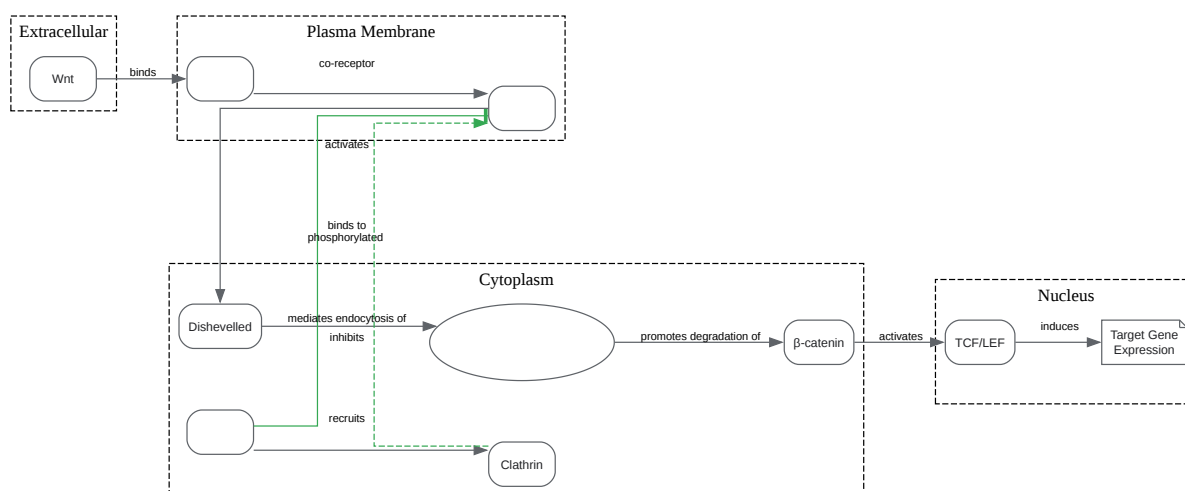 Extracellular
Wnt
binds
Plasma Membrane
co-receptor
activates
binds to
phosphorylated
Cytoplasm
Dishevelled
mediates endocytosis of
inhibits
promotes degradation of
β-catenin
recruits
Clathrin
activates
Nucleus
TCF/LEF
induces
Target Gene
Expression